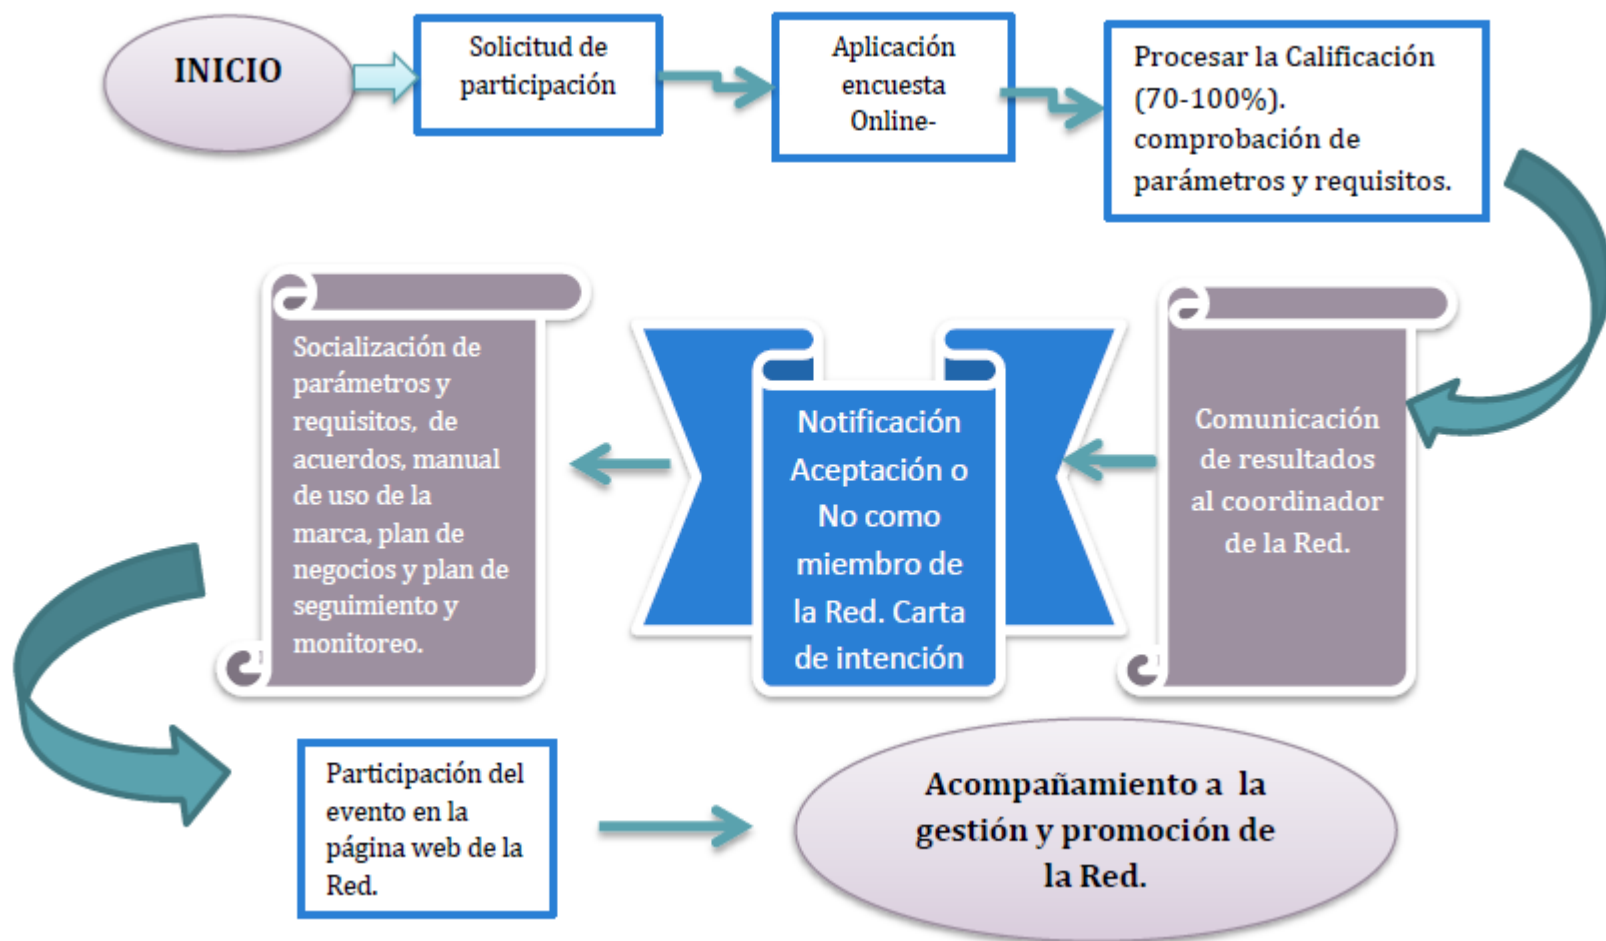 INICIO
Solicitud de
participación
Aplicación
encuesta
Online-
Procesar la Calificación
(70-100%).
comprobación de
parámetros y requisitos.
Comunicación
de resultados
al coordinador
de la Red.
Notificación
Aceptación o
No como
miembro de
la Red. Carta
de intención
Socialización de
parámetros y
requisitos, de
acuerdos, manual
de uso de la
marca, plan de
negocios y plan de
seguimiento y
monitoreo.
Participación del
evento en la
página web de la
Red.
Acompañamiento a la
gestión y promoción de
la Red.